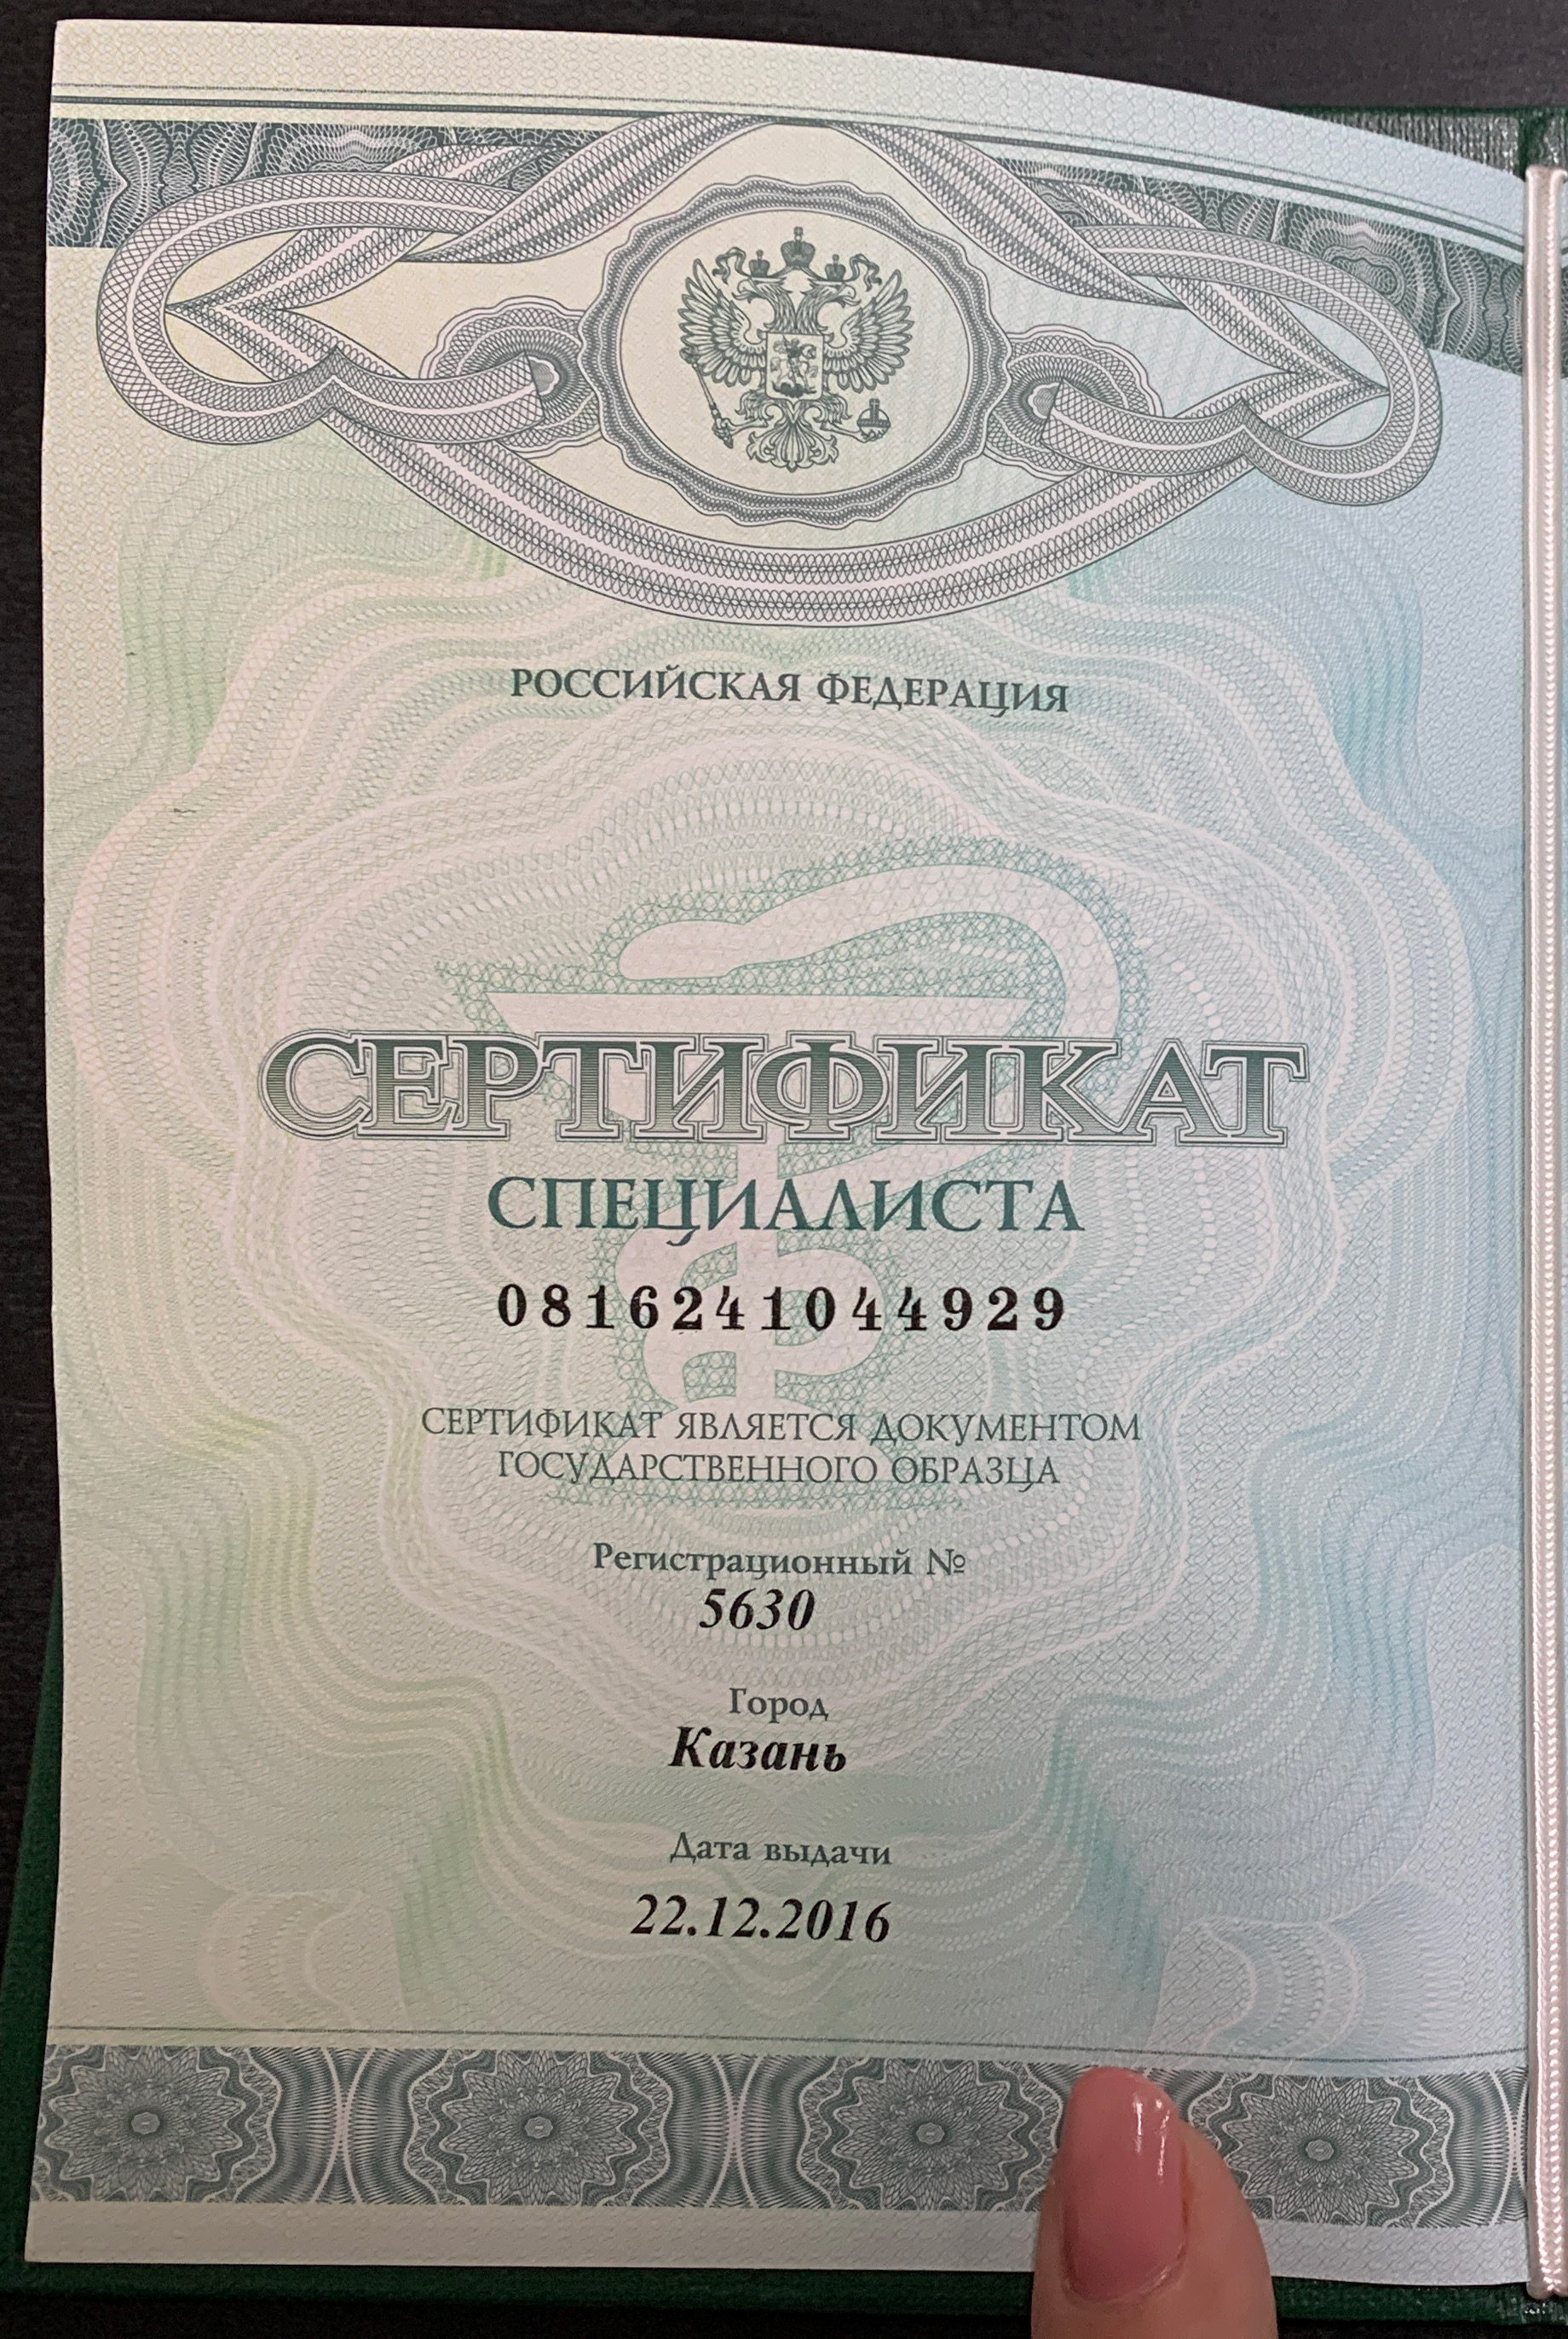 РОССИЙСКАЯ ФЕДЕРАЦИЯ
СЕРТИФИКАТ
СПЕЦИАЛИСТА
0816241044929
СЕРТИФИКАТ ЯВЛЯЕТСЯ ДОКУМЕНТОМ
ГОСУДАРСТВЕННОГО ОБРАЗЦА
Регистрационный №
5630
Город
Казань
Дата выдачи
22.12.2016